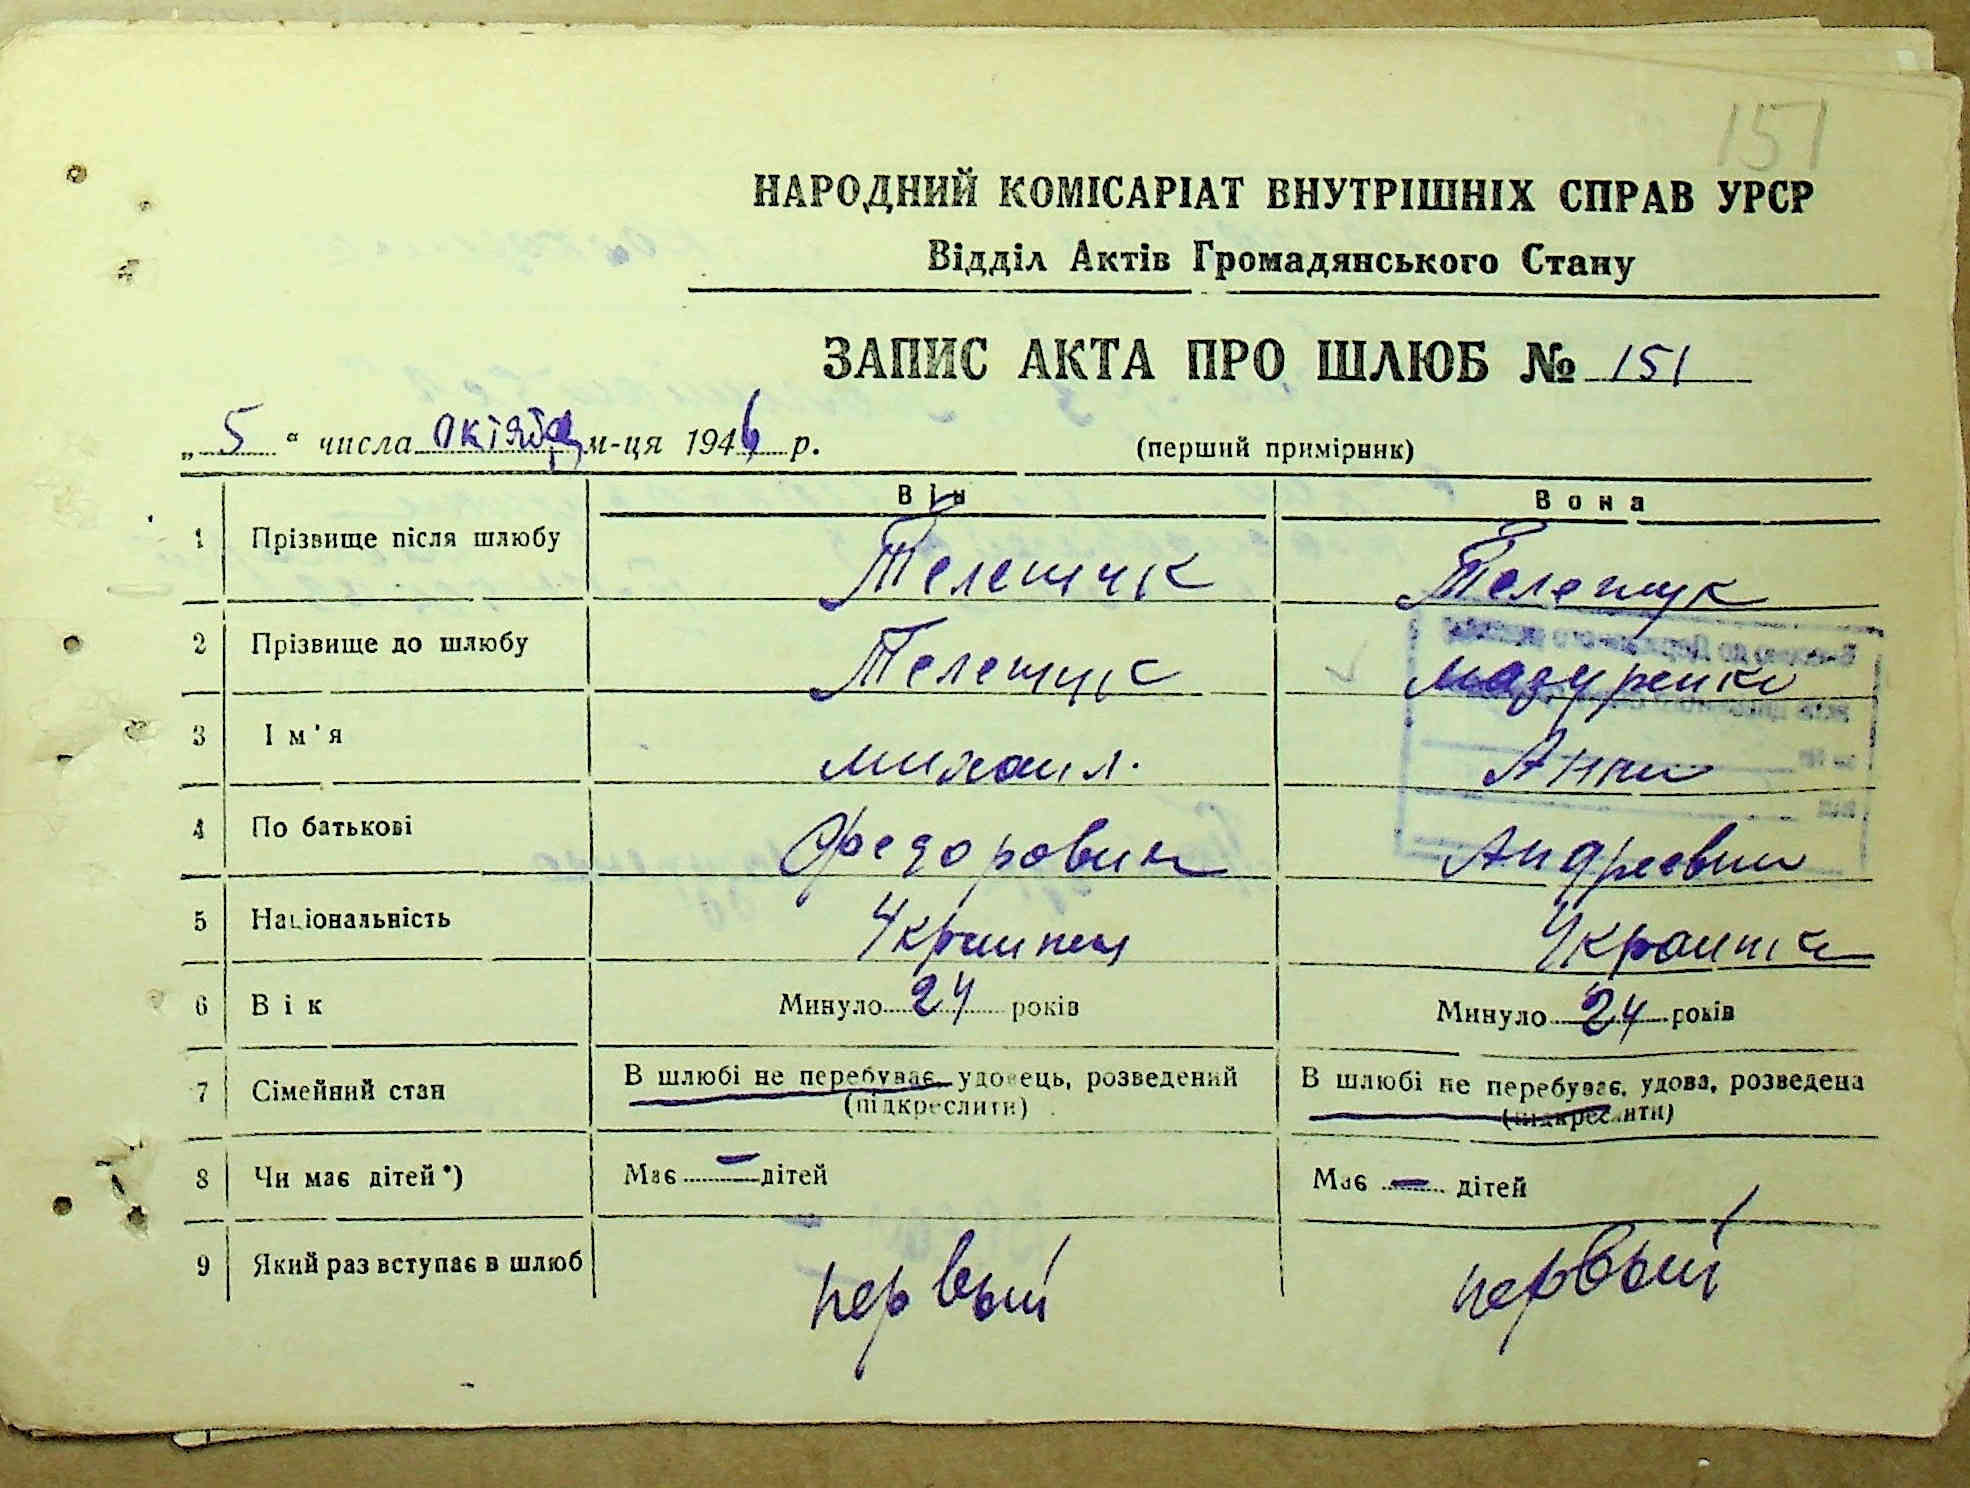 151
НАРОДНИЙ КОМІСАРІАТ ВНУТРІШНІХ СПРАВ УРСР
Відділ Актів Громадянського Стану
ЗАПИС АКТА ПРО ШЛЮБ № 151
„ 5 “ числа октября м-ця 1946 р. (перший примірник)
Він Вона
1 Прізвище після шлюбу Телещук Телещук
2 Прізвище до шлюбу Телещук Мазуренко
3 Ім'я михаил. Анна
4 По батькові Федорович Андреевна
5 Національність Украинец Украинка
6 Вік Минуло 24 років Минуло 24 років
7 Сімейний стан В шлюбі не перебуває, удовець, розведений В шлюбі не перебуває, удова, розведена
(підкреслити) (підкреслити)
8 Чи має дітей*) Має — дітей Має — дітей
9 Який раз вступає в шлюб первый первый